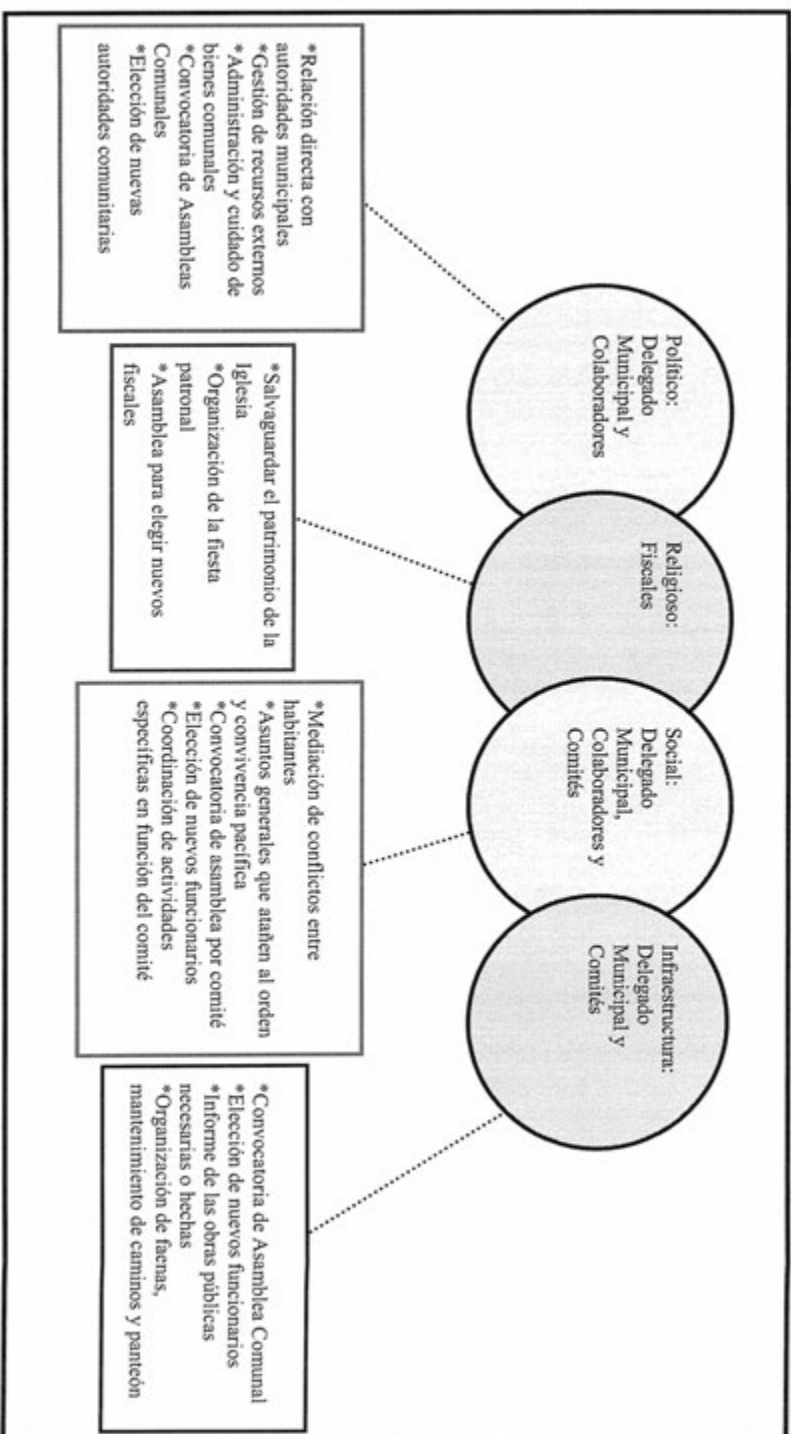 Político:
Delegado
Municipal y
Colaboradores
Religioso:
Fiscales
Social:
Delegado
Municipal,
Colaboradores y
Comités
Infraestructura:
Delegado
Municipal y
Comités
*Relación directa con
autoridades municipales
*Gestión de recursos externos
*Administración y cuidado de
bienes comunales
*Convocatoria de Asambleas
Comunales
*Elección de nuevas
autoridades comunitarias
*Salvaguardar el patrimonio de la
Iglesia
*Organización de la fiesta
patronal
*Asamblea para elegir nuevos
fiscales
*Mediación de conflictos entre
habitantes
*Asuntos generales que atañen al orden
y convivencia pacífica
*Convocatoria de asamblea por comité
*Elección de nuevos funcionarios
*Coordinación de actividades
específicas en función del comité
*Convocatoria de Asamblea Comunal
*Elección de nuevos funcionarios
*Informe de las obras públicas
necesarias o hechas
*Organización de faenas,
mantenimiento de caminos y panteón